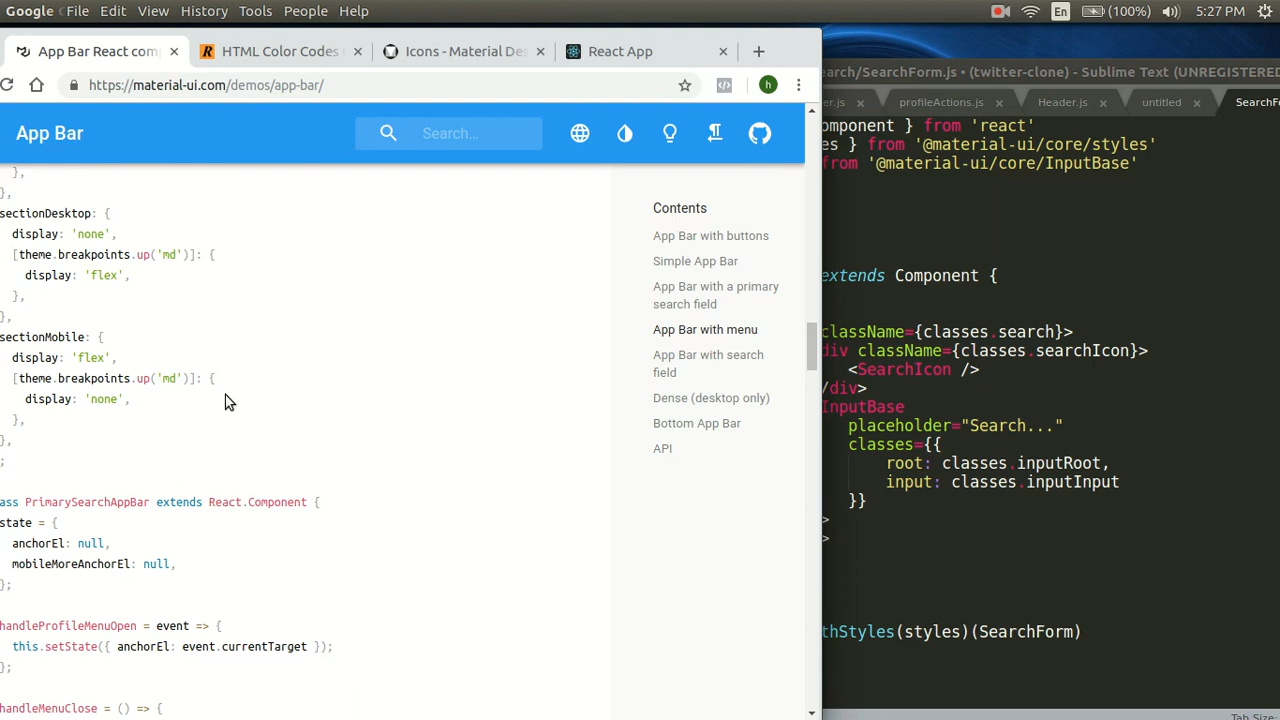 Google C File Edit View History Tools People Help En (100%) 5:27 PM
App Bar React com × HTML Color Codes × Icons - Material Des × React App × +
earch/SearchForm.js • (twitter-clone) - Sublime Text (UNREGISTERED
https://material-ui.com/demos/app-bar/ h
er.js × profileActions.js × Header.js × untitled × SearchFo
App Bar Search...
},
},
sectionDesktop: {
display: 'none',
[theme.breakpoints.up('md')]: {
display: 'flex',
},
},
sectionMobile: {
display: 'flex',
[theme.breakpoints.up('md')]: {
display: 'none',
},
},
;
ass PrimarySearchAppBar extends React.Component {
state = {
anchorEl: null,
mobileMoreAnchorEl: null,
};
handleProfileMenuOpen = event => {
this.setState({ anchorEl: event.currentTarget });
};
handleMenuClose = () => {
Contents
App Bar with buttons
Simple App Bar
App Bar with a primary
search field
App Bar with menu
App Bar with search
field
Dense (desktop only)
Bottom App Bar
API
omponent } from 'react'
es } from '@material-ui/core/styles'
from '@material-ui/core/InputBase'
extends Component {
className={classes.search}>
div className={classes.searchIcon}>
<SearchIcon />
/div>
InputBase
placeholder="Search..."
classes={{
root: classes.inputRoot,
input: classes.inputInput
}}
>
>
thStyles(styles)(SearchForm)
Tab Size: